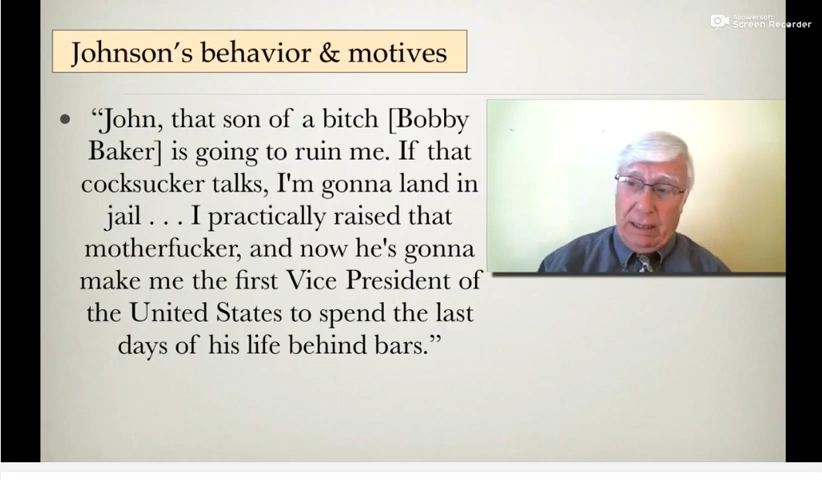 Apowersoft
Screen Recorder
Johnson’s behavior & motives
• “John, that son of a bitch [Bobby
Baker] is going to ruin me. If that
cocksucker talks, I'm gonna land in
jail . . . I practically raised that
motherfucker, and now he's gonna
make me the first Vice President of
the United States to spend the last
days of his life behind bars.”